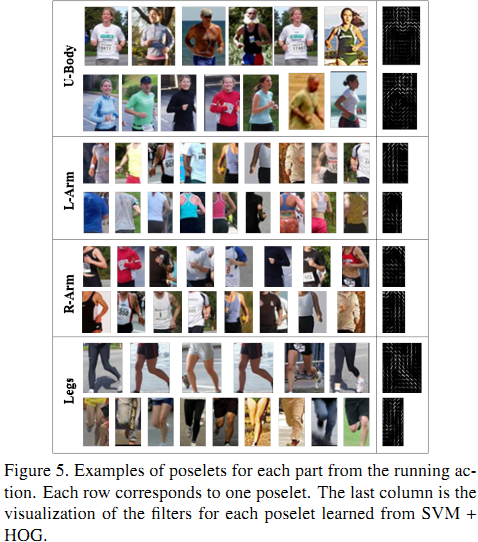 U-Body
L-Arm
R-Arm
Legs
Figure 5. Examples of poselets for each part from the running ac-
tion. Each row corresponds to one poselet. The last column is the
visualization of the filters for each poselet learned from SVM +
HOG.